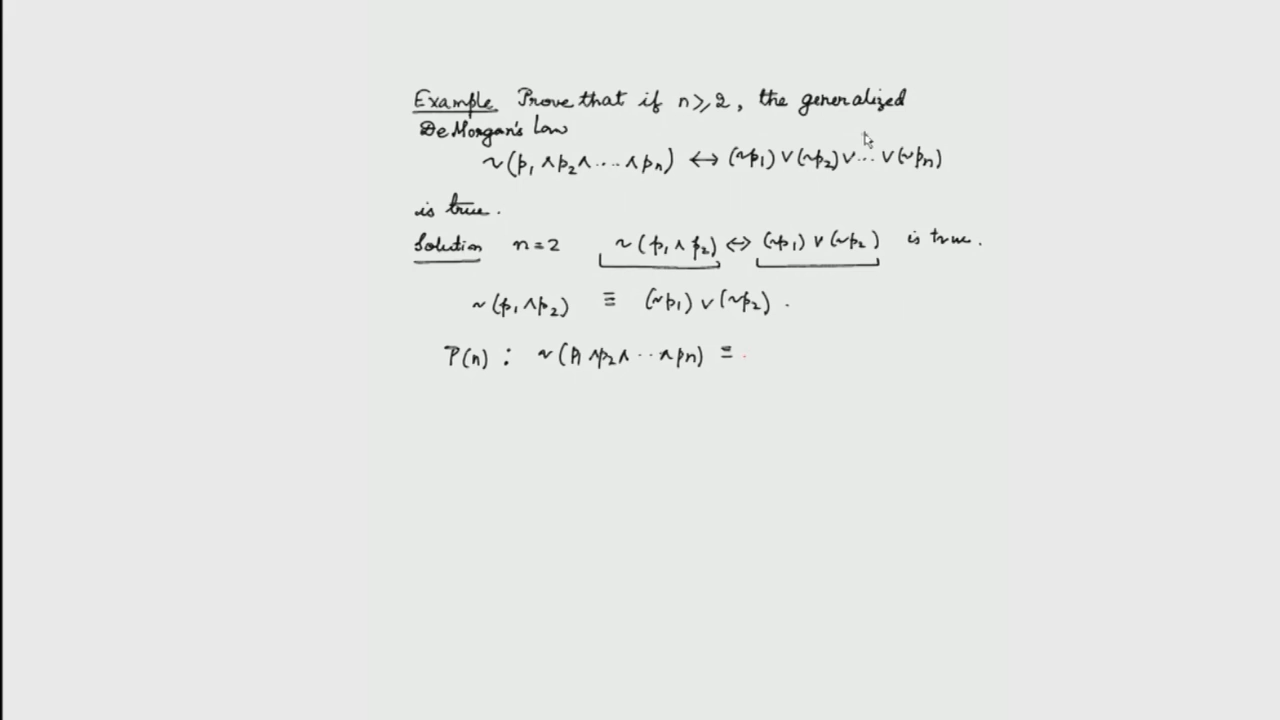 Example Prove that if n ≥ 2, the generalized
De Morgan's Law
~(p₁ ∧ p₂ ∧ .... ∧ pₙ) ↔ (~p₁) ∨ (~p₂) ∨ ... ∨ (~pₙ)
is true.
Solution n = 2 ~(p₁ ∧ p₂) ⇔ (~p₁) ∨ (~p₂) is true.
~(p₁ ∧ p₂) ≡ (~p₁) ∨ (~p₂).
P(n) : ~(p₁ ∧ p₂ ∧ ... ∧ pₙ) ≡